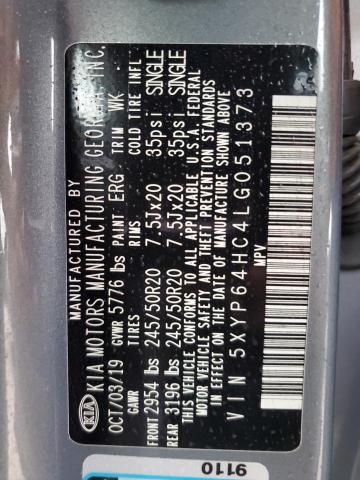 KIA KIA MOTORS MANUFACTURING GEORGIA, INC.
OCT/03/19 GVWR 5776 lbs PAINT ERG TRIM WK
GAWR TIRES RIMS COLD TIRE INFL
FRONT 2954 lbs 245/50R20 7.5Jx20 35psi SINGLE
REAR 3196 lbs 245/50R20 7.5Jx20 35psi SINGLE
THIS VEHICLE CONFORMS TO ALL APPLICABLE U.S.A. FEDERAL
MOTOR VEHICLE SAFETY AND THEFT PREVENTION STANDARDS
IN EFFECT ON THE DATE OF MANUFACTURE SHOWN ABOVE
VIN 5XYP64HC4LG051373
MPV
9110